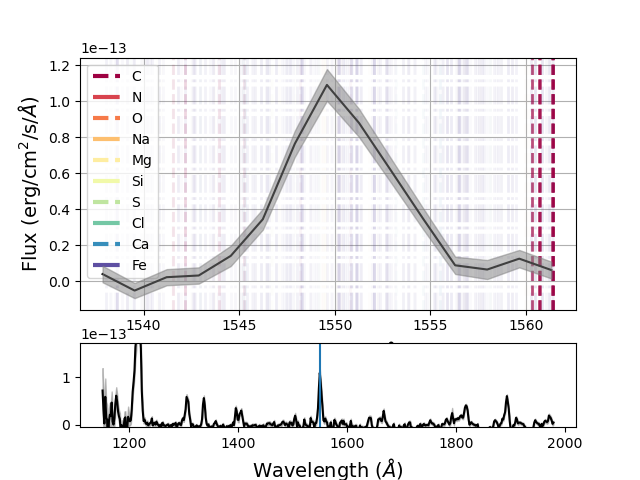 1e−13
Flux (erg/cm²/s/Å)
1.2
1.0
0.8
0.6
0.4
0.2
0.0
C
N
O
Na
Mg
Si
S
Cl
Ca
Fe
1540 1545 1550 1555 1560
1e−13
1
0
1200 1400 1600 1800 2000
Wavelength (Å)